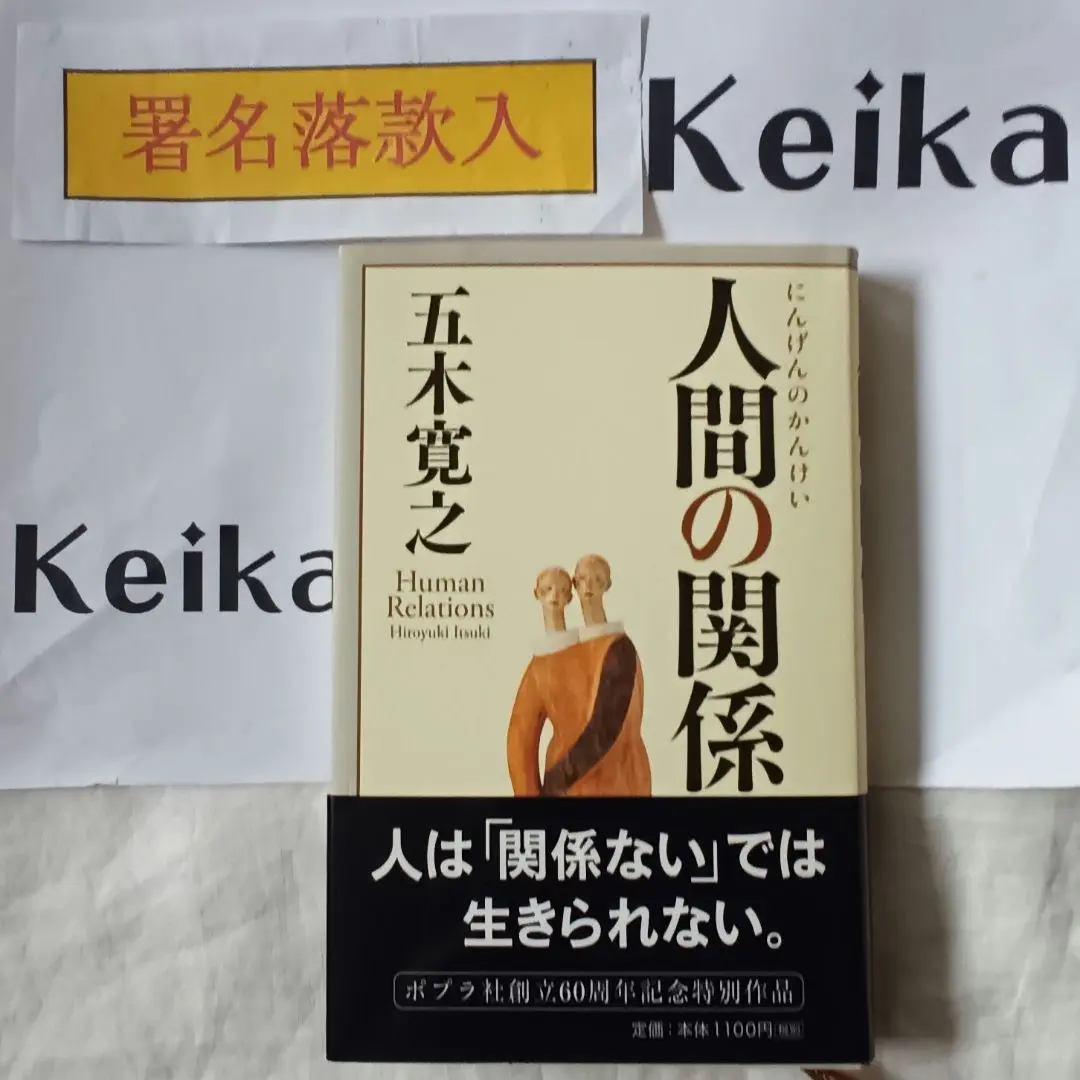 署名落款入
Keika
Keika
にんげんのかんけい
人間の関係
五木寛之
Human
Relations
Hiroyuki Itsuki
人は「関係ない」では
生きられない。
ポプラ社創立60周年記念特別作品
定価：本体1100円